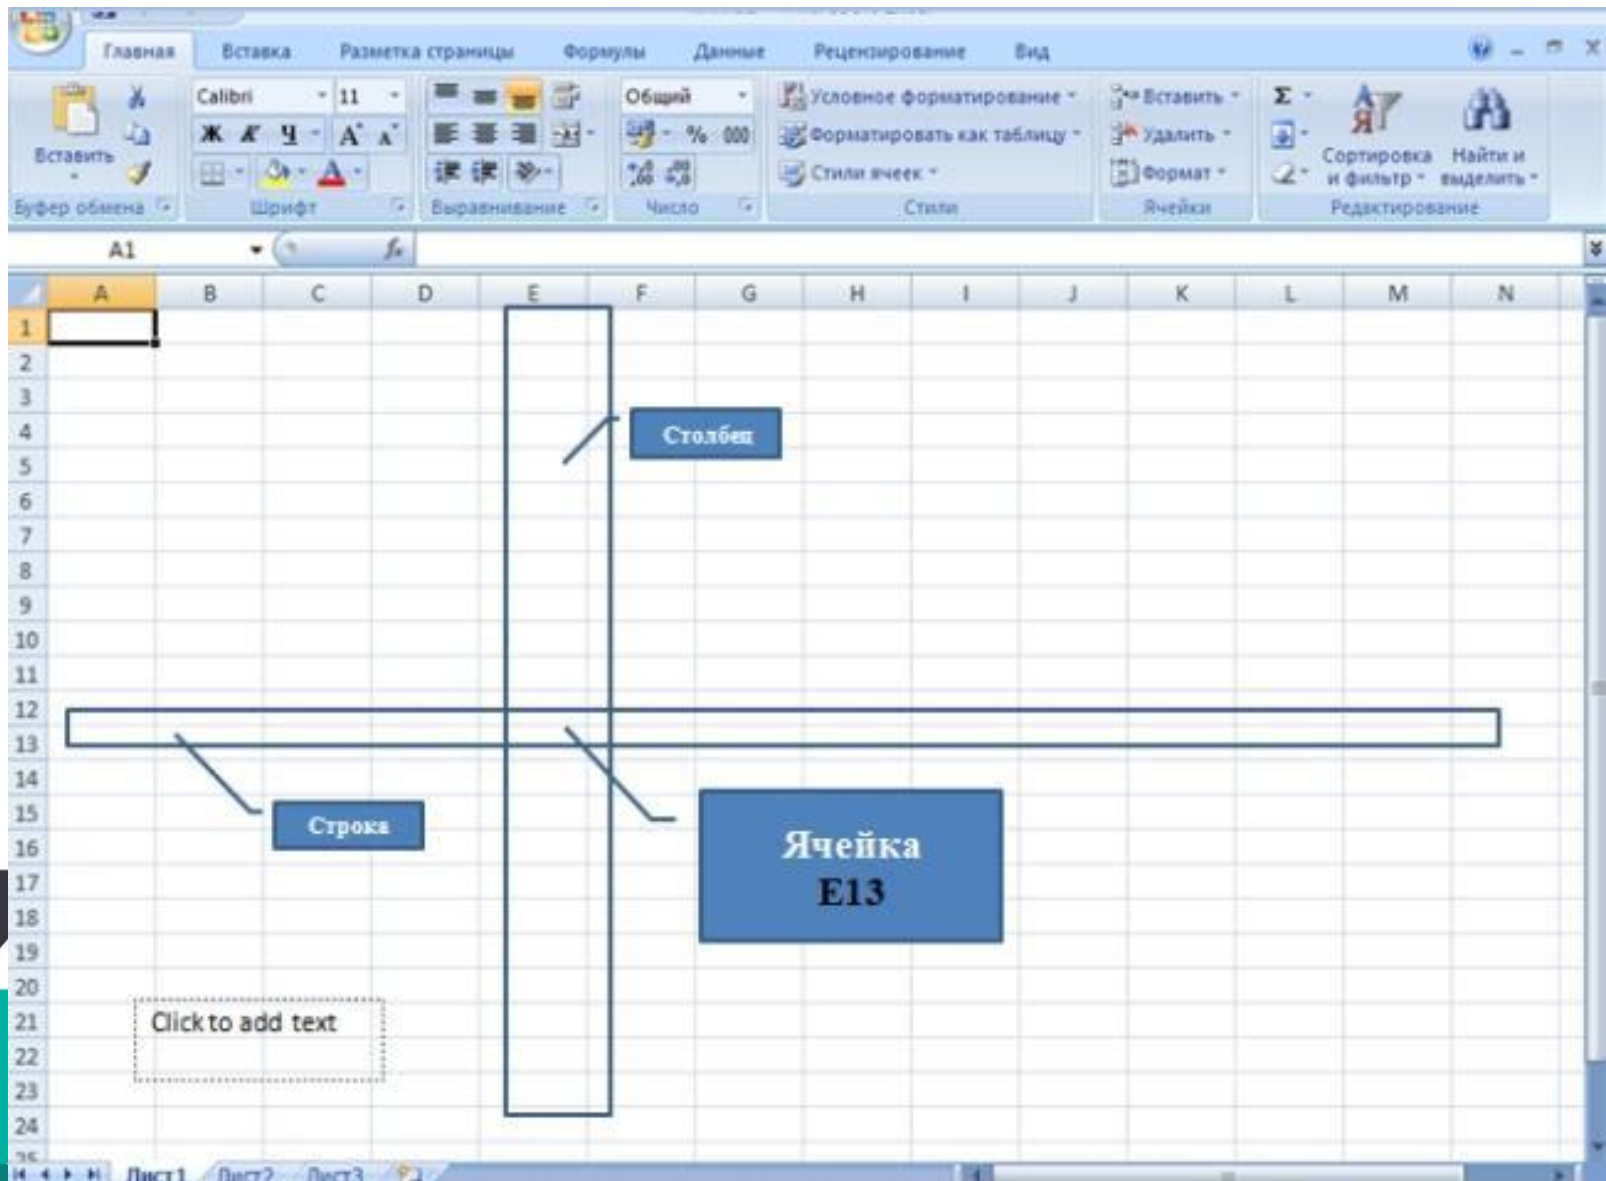 Главная Вставка Разметка страницы Формулы Данные Рецензирование Вид
Calibri 11 Общий Условное форматирование Вставить Σ
Ж К Ч А А % 000 Форматировать как таблицу Удалить
Вставить Стили ячеек Формат Сортировка и фильтр Найти и выделить
Буфер обмена Шрифт Выравнивание Число Стили Ячейки Редактирование
A1 fx
A B C D E F G H I J K L M N
1
2
3
4
Столбец
5
6
7
8
9
10
11
12
13
14
15
Строка
16
Ячейка
17
E13
18
19
20
21
Click to add text
22
23
24
25
Лист1 Лист2 Лист3